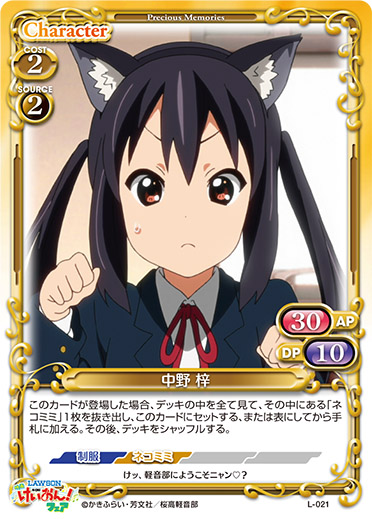 Precious Memories
Character
COST
2
SOURCE
2
30 AP
DP 10
中野 梓
このカードが登場した場合、デッキの中を全て見て、その中にある「ネ
コミミ」1枚を抜き出し、このカードにセットする、または表にしてから手
札に加える。その後、デッキをシャッフルする。
制服 ネコミミ
けッ、軽音部にようこそニャン♡?
LAWSON
けいおん!
フェア
©かきふらい・芳文社/桜高軽音部
L-021